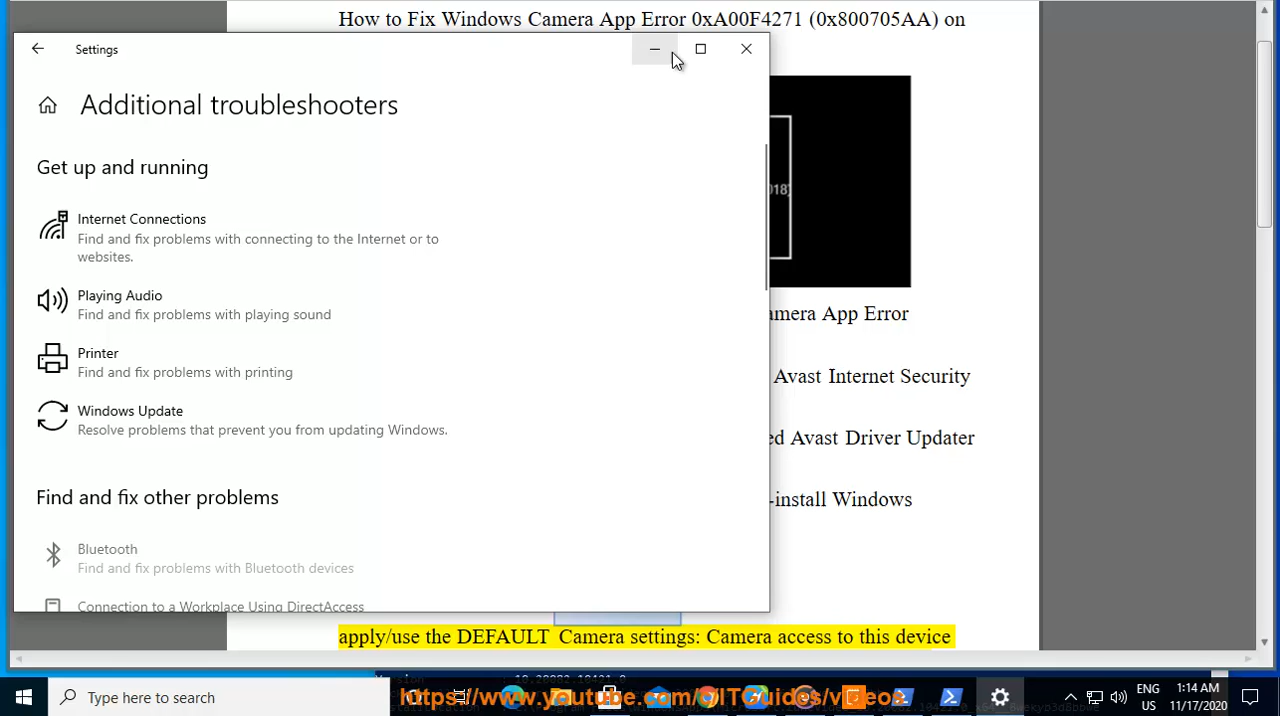 How to Fix Windows Camera App Error 0xA00F4271 (0x800705AA) on
Settings
Additional troubleshooters
Get up and running
Internet Connections
Find and fix problems with connecting to the Internet or to
websites.
Playing Audio
Find and fix problems with playing sound
Printer
Find and fix problems with printing
Windows Update
Resolve problems that prevent you from updating Windows.
Find and fix other problems
Bluetooth
Find and fix problems with Bluetooth devices
Connection to a Workplace Using DirectAccess
018]
amera App Error
Avast Internet Security
ed Avast Driver Updater
-install Windows
apply/use the DEFAULT Camera settings: Camera access to this device
Type here to search
https://www.youtube.com/c/ITGuides/videos
ENG
US
1:14 AM
11/17/2020